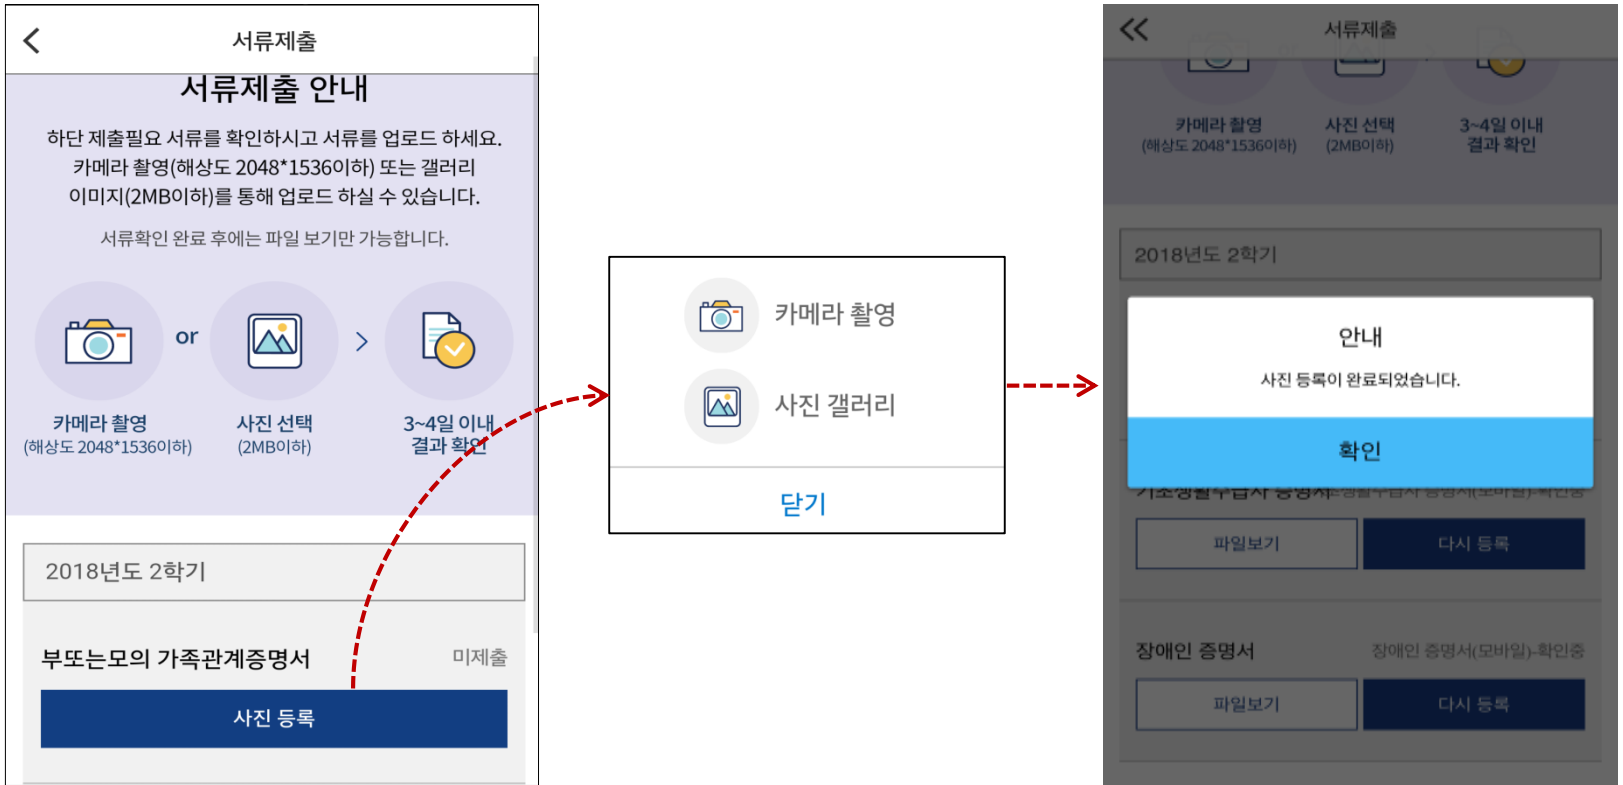 서류제출
서류제출 안내
하단 제출필요 서류를 확인하시고 서류를 업로드 하세요.
카메라 촬영(해상도 2048*1536이하) 또는 갤러리
이미지(2MB이하)를 통해 업로드 하실 수 있습니다.
서류확인 완료 후에는 파일 보기만 가능합니다.
or
카메라 촬영
(해상도 2048*1536이하)
사진 선택
(2MB이하)
3~4일 이내
결과 확인
2018년도 2학기
부또는모의 가족관계증명서 미제출
사진 등록
카메라 촬영
사진 갤러리
닫기
서류제출
카메라 촬영
(해상도 2048*1536이하)
사진 선택
(2MB이하)
3~4일 이내
결과 확인
2018년도 2학기
안내
사진 등록이 완료되었습니다.
확인
기초생활수급자 증명서
파일보기 다시 등록
장애인 증명서 장애인 증명서(모바일)-확인중
파일보기 다시 등록